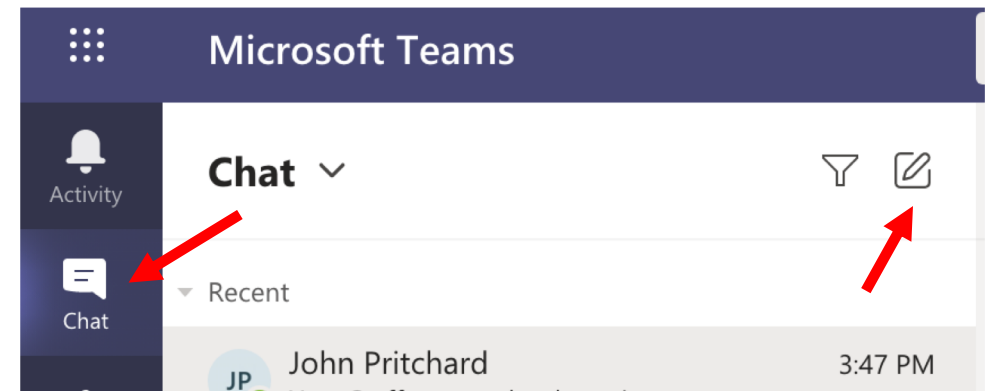 Microsoft Teams
Activity
Chat
Chat
Recent
JP
John Pritchard
3:47 PM